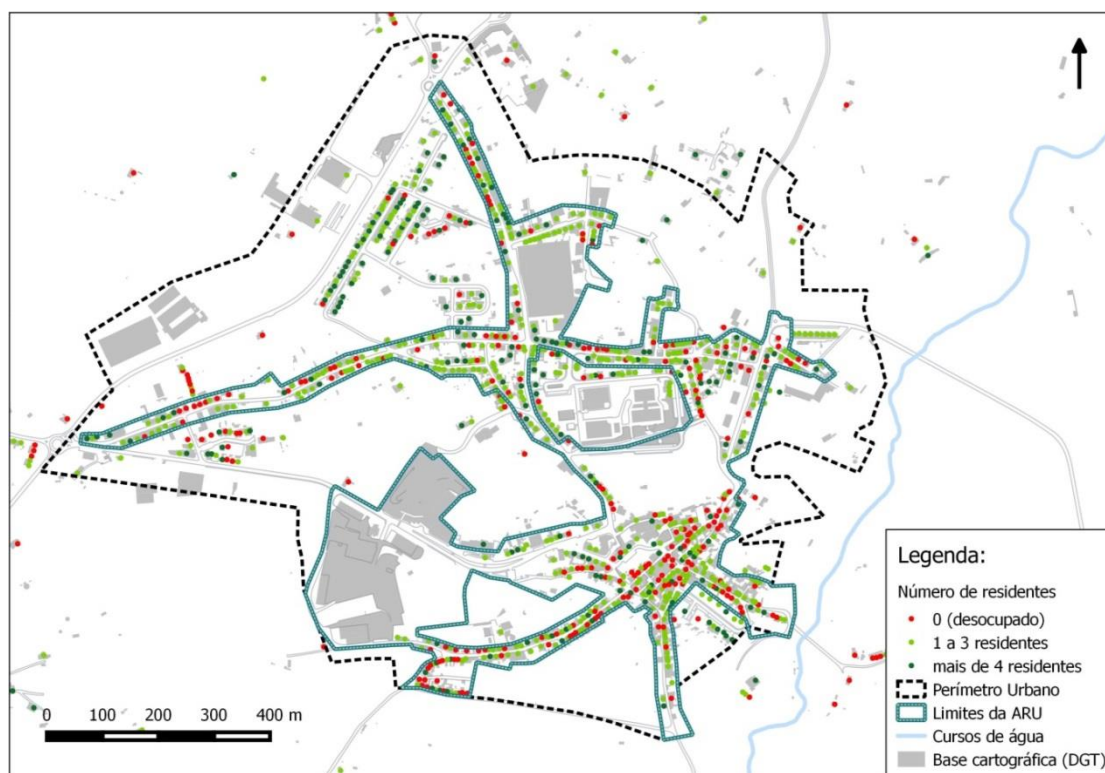 Legenda:
Número de residentes
0 (desocupado)
1 a 3 residentes
mais de 4 residentes
Perímetro Urbano
Limites da ARU
Cursos de água
Base cartográfica (DGT)
0 100 200 300 400 m